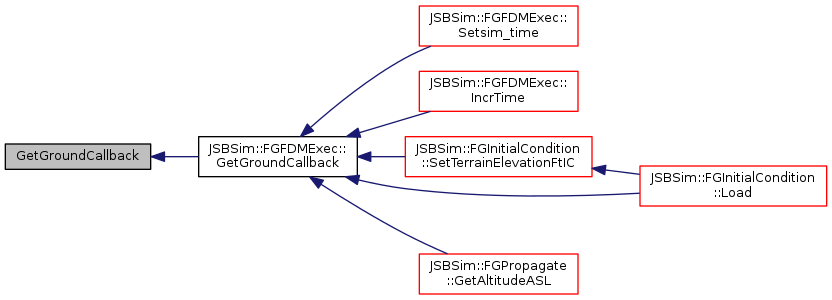 GetGroundCallback
JSBSim::FGFDMExec::
GetGroundCallback
JSBSim::FGFDMExec::
Setsim_time
JSBSim::FGFDMExec::
IncrTime
JSBSim::FGInitialCondition
::SetTerrainElevationFtIC
JSBSim::FGInitialCondition
::Load
JSBSim::FGPropagate
::GetAltitudeASL